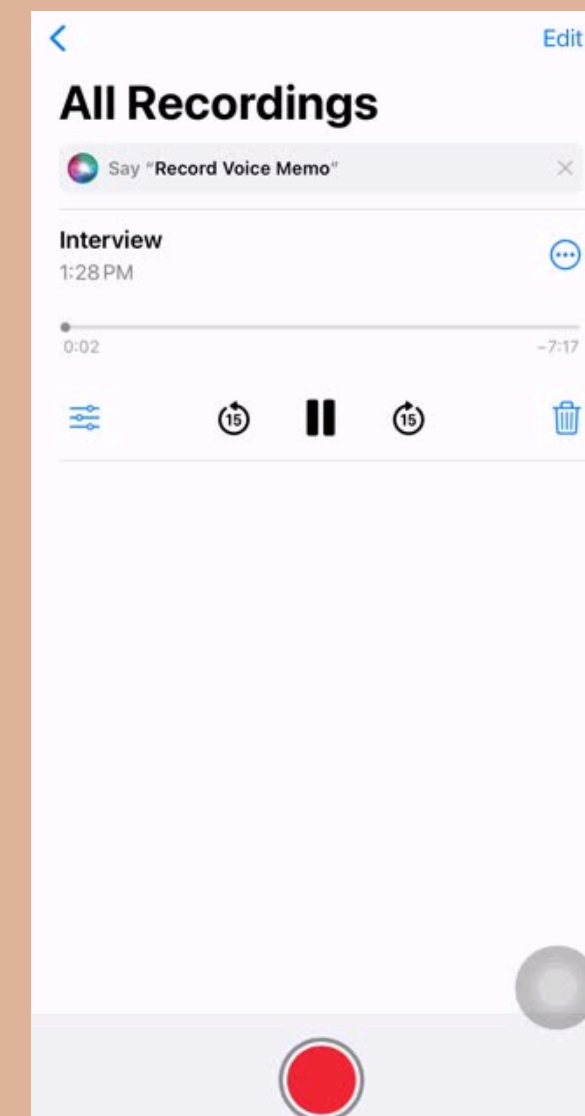 Edit
All Recordings
Say "Record Voice Memo"
Interview
1:28 PM
0:02
-7:17
15
15